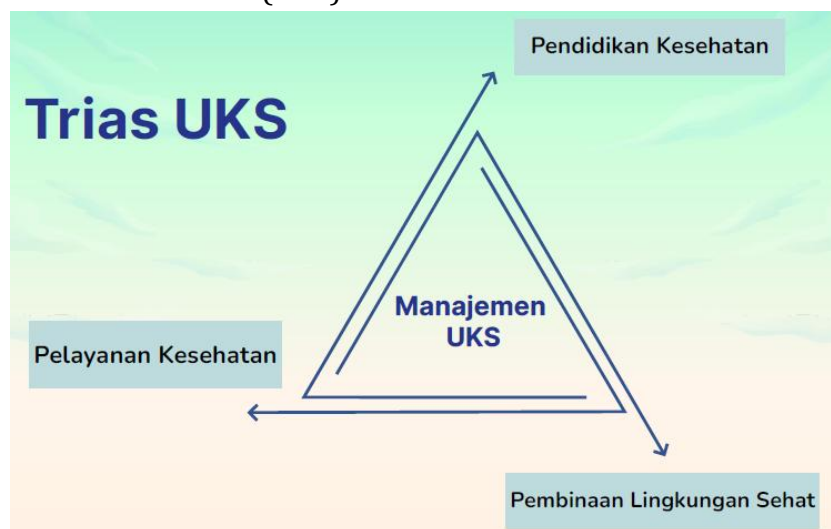 Pendidikan Kesehatan
Trias UKS
Manajemen
UKS
Pelayanan Kesehatan
Pembinaan Lingkungan Sehat